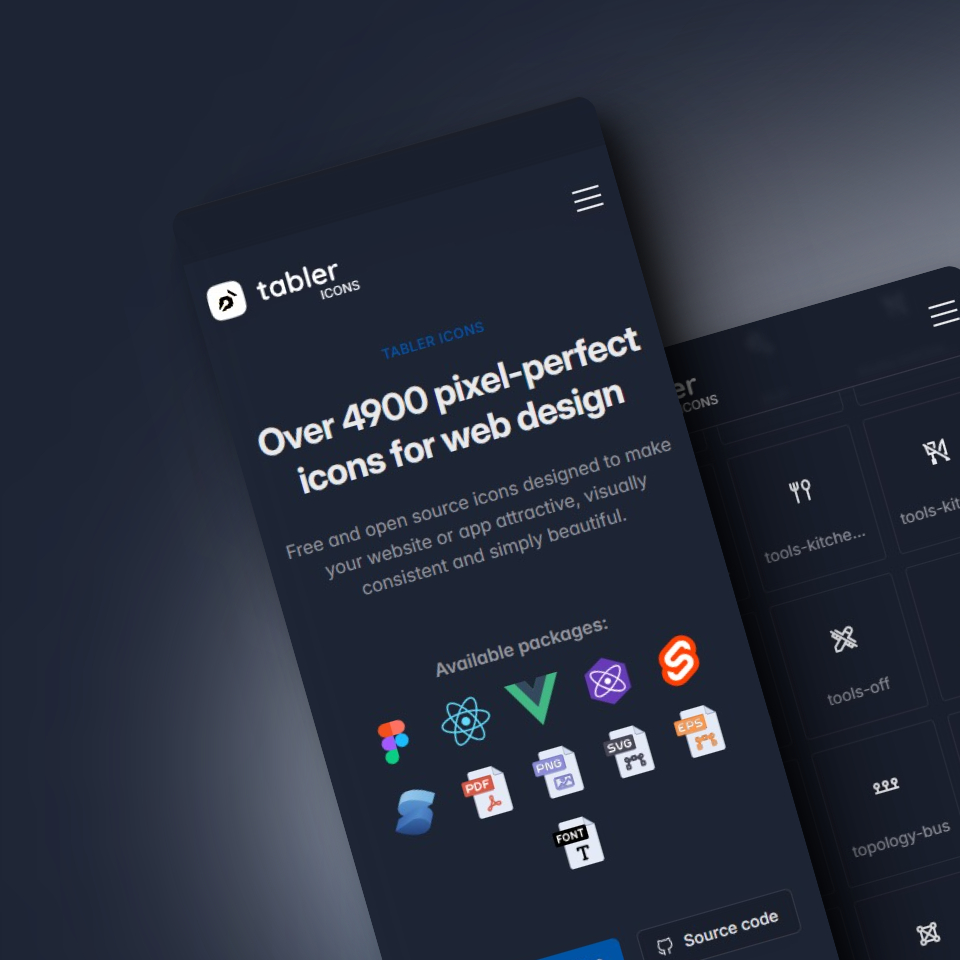 tabler
ICONS
TABLER ICONS
Over 4900 pixel-perfect
icons for web design
Free and open source icons designed to make
your website or app attractive, visually
consistent and simply beautiful.
Available packages:
PDF
PNG
SVG
EPS
FONT
T
Source code
er
ICONS
tools-kitche...
tools-kit
tools-off
topology-bus